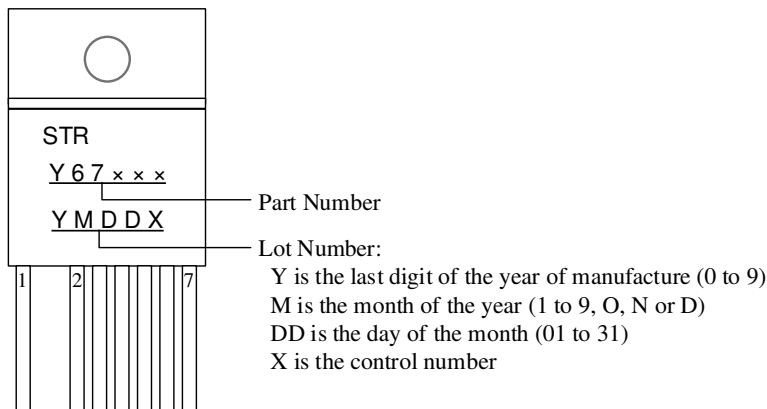 STR
Y 6 7 × × ×
Part Number
Y M D D X
Lot Number:
Y is the last digit of the year of manufacture (0 to 9)
M is the month of the year (1 to 9, O, N or D)
DD is the day of the month (01 to 31)
X is the control number
1 2 7